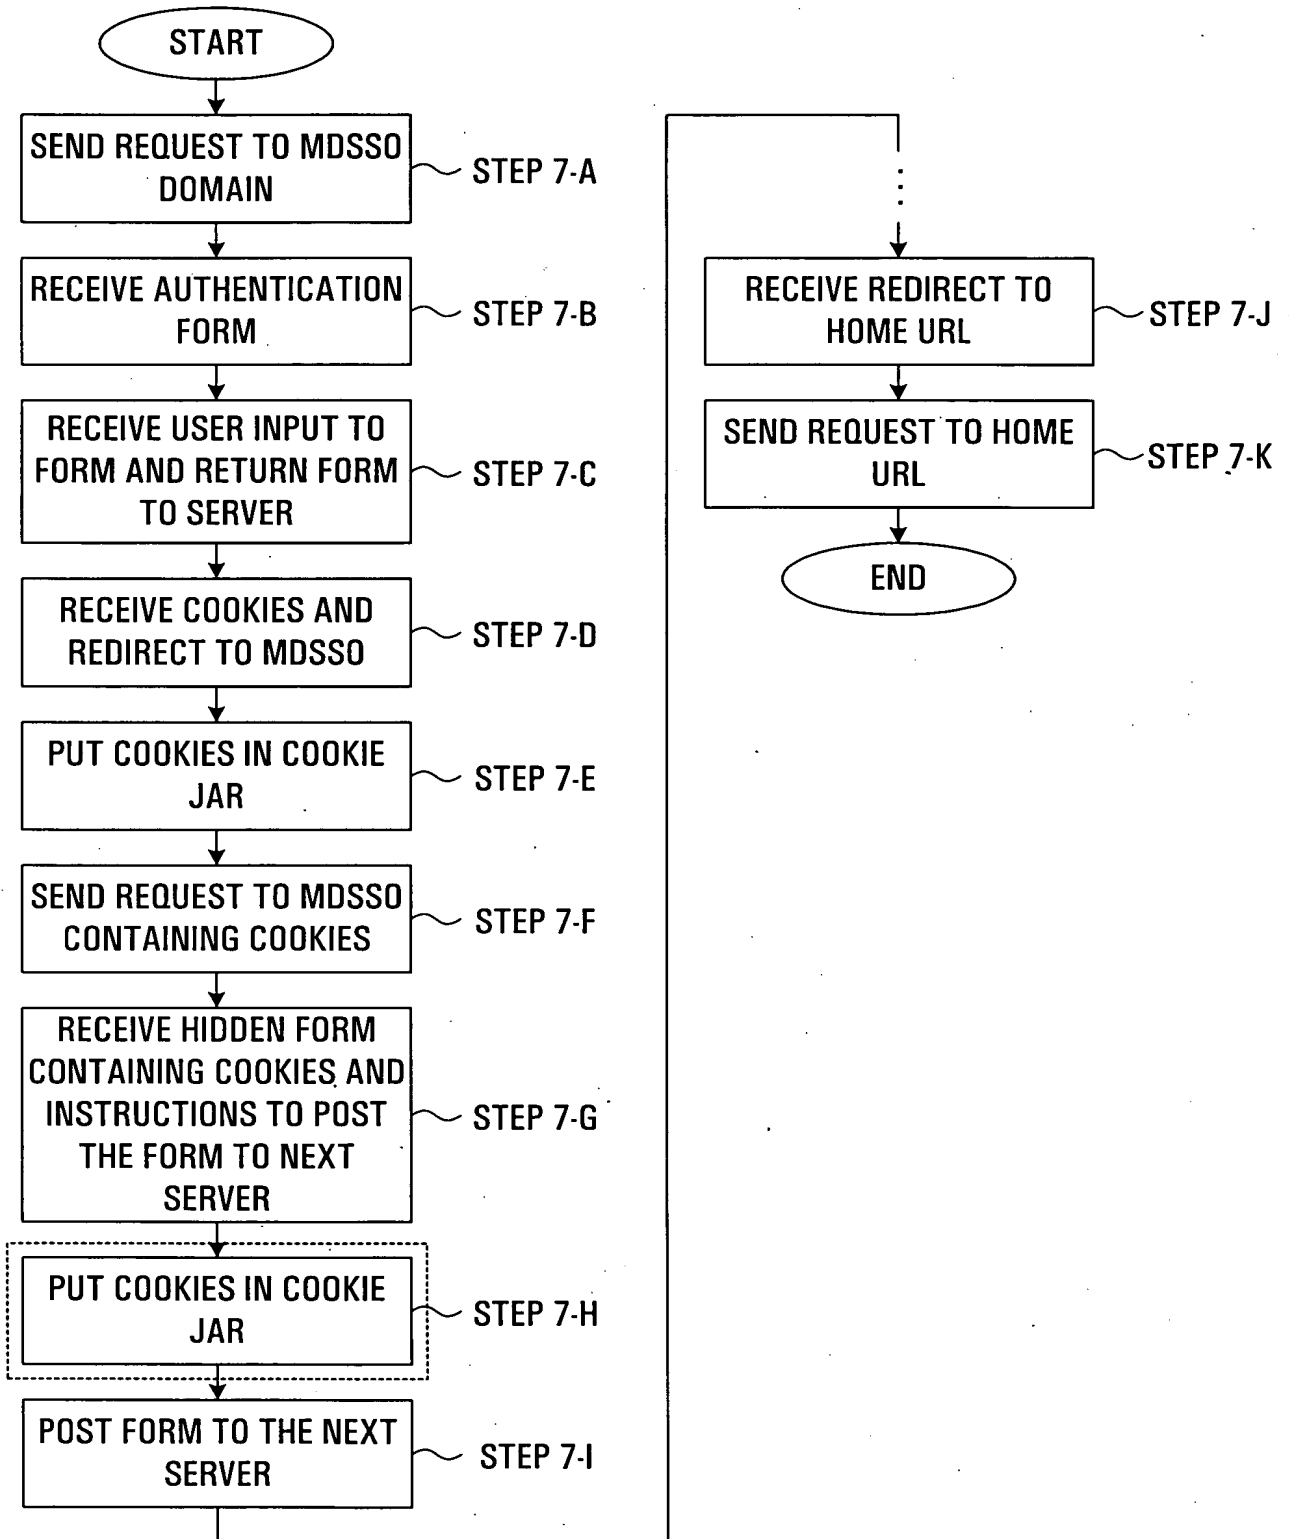 START
SEND REQUEST TO MDSSO
DOMAIN
STEP 7-A
RECEIVE AUTHENTICATION
FORM
STEP 7-B
RECEIVE USER INPUT TO
FORM AND RETURN FORM
TO SERVER
STEP 7-C
RECEIVE COOKIES AND
REDIRECT TO MDSSO
STEP 7-D
PUT COOKIES IN COOKIE
JAR
STEP 7-E
SEND REQUEST TO MDSSO
CONTAINING COOKIES
STEP 7-F
RECEIVE HIDDEN FORM
CONTAINING COOKIES AND
INSTRUCTIONS TO POST
THE FORM TO NEXT
SERVER
STEP 7-G
PUT COOKIES IN COOKIE
JAR
STEP 7-H
POST FORM TO THE NEXT
SERVER
STEP 7-I
RECEIVE REDIRECT TO
HOME URL
STEP 7-J
SEND REQUEST TO HOME
URL
STEP 7-K
END